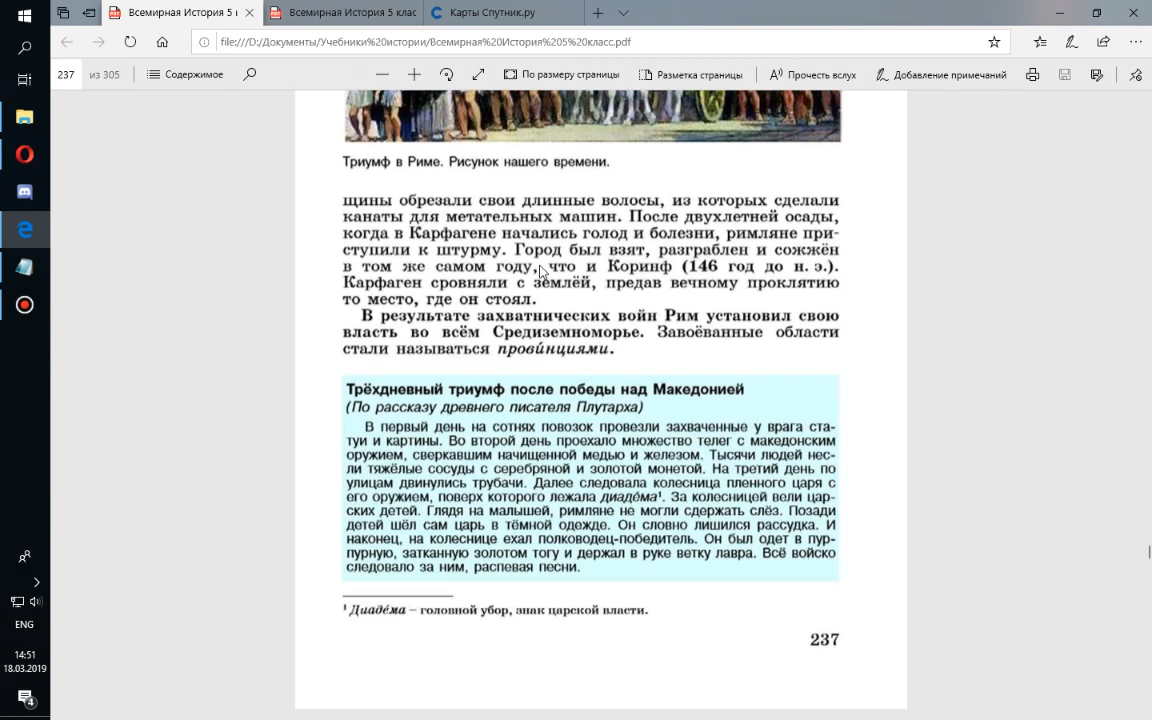 Всемирная История 5 к
Всемирная История 5 клас
Карты Спутник.ру
file:///D:/Документы/Учебники%20истории/Всемирная%20История%205%20класс.pdf
237 из 305
Содержимое
По размеру страницы
Разметка страницы
Прочесть вслух
Добавление примечаний
Триумф в Риме. Рисунок нашего времени.
щины обрезали свои длинные волосы, из которых сделали
канаты для метательных машин. После двухлетней осады,
когда в Карфагене начались голод и болезни, римляне при-
ступили к штурму. Город был взят, разграблен и сожжён
в том же самом году, что и Коринф (146 год до н. э.).
Карфаген сровняли с землёй, предав вечному проклятию
то место, где он стоял.
В результате захватнических войн Рим установил свою
власть во всём Средиземноморье. Завоёванные области
стали называться прови́нциями.
Трёхдневный триумф после победы над Македонией
(По рассказу древнего писателя Плутарха)
В первый день на сотнях повозок провезли захваченные у врага ста-
туи и картины. Во второй день проехало множество телег с македонским
оружием, сверкавшим начищенной медью и железом. Тысячи людей нес-
ли тяжёлые сосуды с серебряной и золотой монетой. На третий день по
улицам двинулись трубачи. Далее следовала колесница пленного царя с
его оружием, поверх которого лежала диаде́ма¹. За колесницей вели цар-
ских детей. Глядя на малышей, римляне не могли сдержать слёз. Позади
детей шёл сам царь в тёмной одежде. Он словно лишился рассудка. И
наконец, на колеснице ехал полководец-победитель. Он был одет в пур-
пурную, затканную золотом тогу и держал в руке ветку лавра. Всё войско
следовало за ним, распевая песни.
¹ Диаде́ма – головной убор, знак царской власти.
237
ENG
14:51
18.03.2019
4